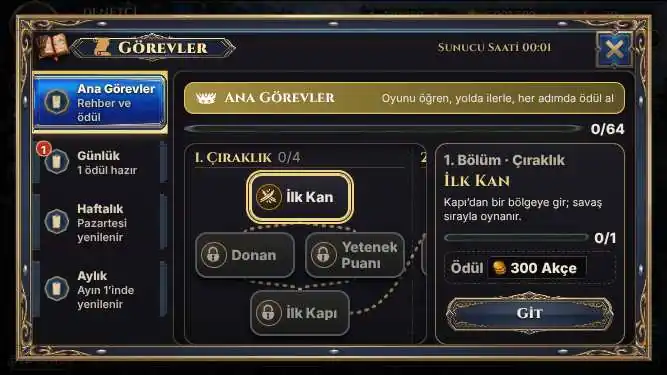 GÖREVLER
SUNUCU SAATİ 00:01
Ana Görevler
Rehber ve
ödül
1
Günlük
1 ödül hazır
Haftalık
Pazartesi
yenilenir
Aylık
Ayın 1'inde
yenilenir
ANA GÖREVLER
Oyunu öğren, yolda ilerle, her adımda ödül al
0/64
1. ÇIRAKLIK 0/4
2
İlk Kan
Donan
Yetenek
Puanı
İlk Kapı
1. Bölüm · Çıraklık
İLK KAN
Kapı'dan bir bölgeye gir; savaş
sırayla oynanır.
0/1
Ödül 300 Akçe
GİT